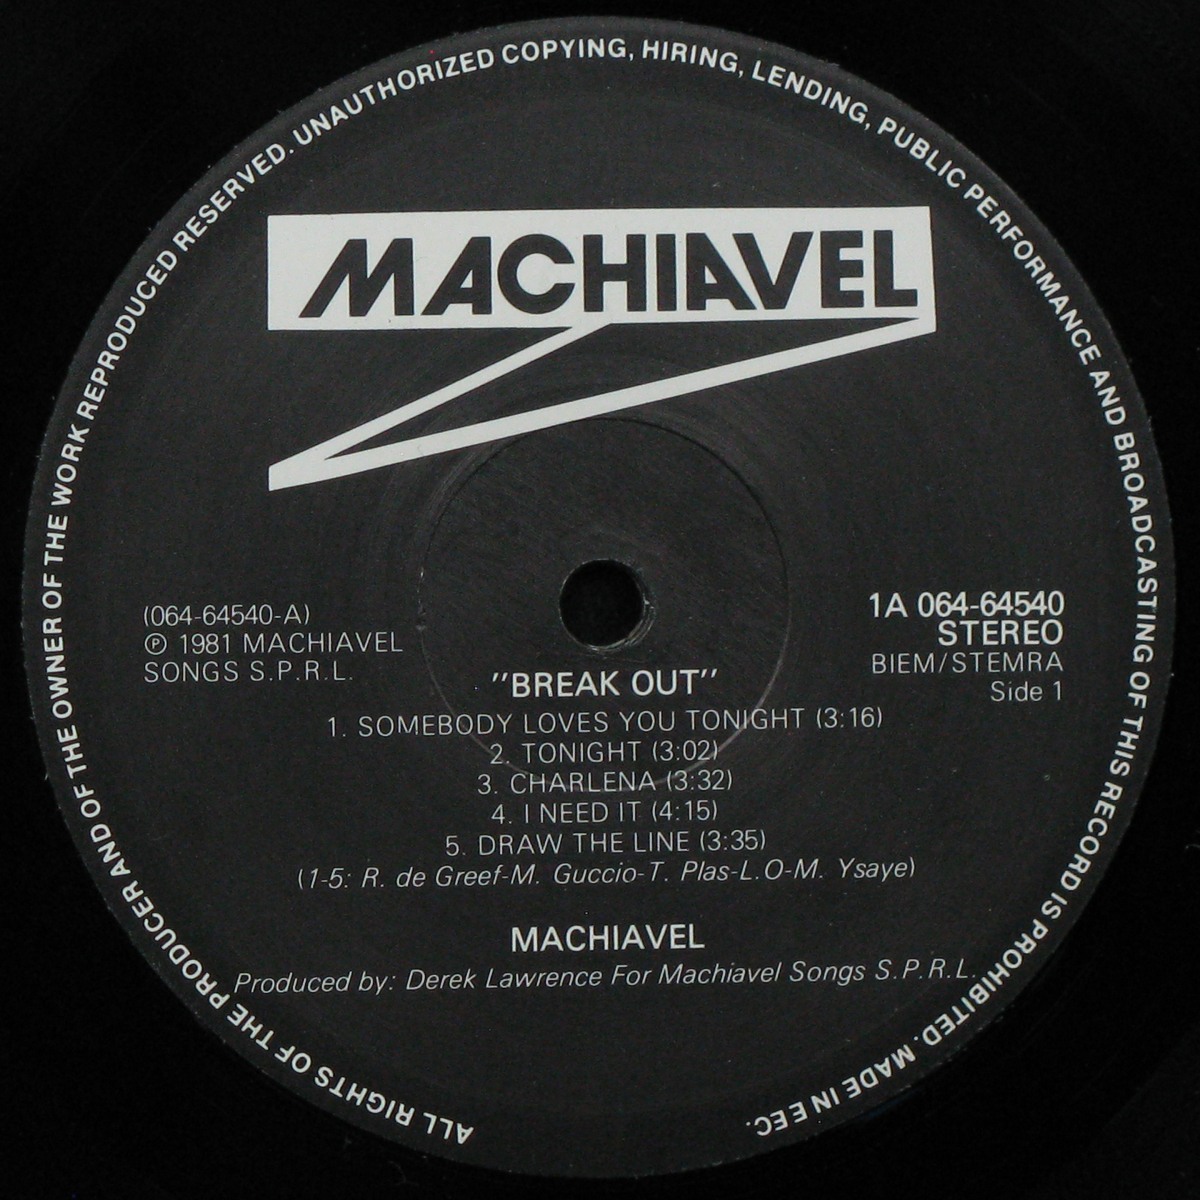 ALL RIGHTS OF THE PRODUCER AND OF THE OWNER OF THE WORK REPRODUCED RESERVED. UNAUTHORIZED COPYING, HIRING, LENDING, PUBLIC PERFORMANCE AND BROADCASTING OF THIS RECORD IS PROHIBITED. MADE IN EEC.
MACHIAVEL
(064-64540-A)
℗ 1981 MACHIAVEL
SONGS S.P.R.L.
1A 064-64540
STEREO
BIEM/STEMRA
Side 1
"BREAK OUT"
1. SOMEBODY LOVES YOU TONIGHT (3:16)
2. TONIGHT (3:02)
3. CHARLENA (3:32)
4. I NEED IT (4:15)
5. DRAW THE LINE (3:35)
(1-5: R. de Greef-M. Guccio-T. Plas-L.O-M. Ysaye)
MACHIAVEL
Produced by: Derek Lawrence For Machiavel Songs S.P.R.L.